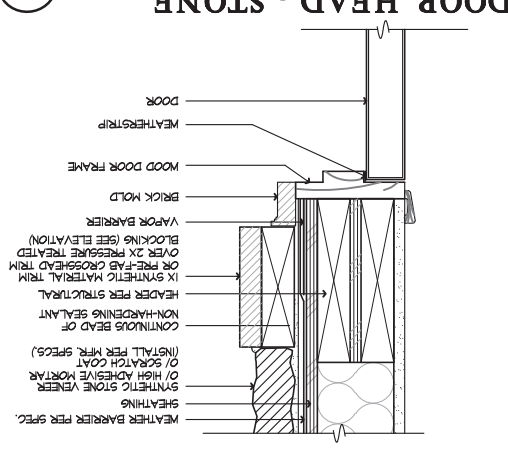 WEATHER BARRIER PER SPEC.
SHEATHING
SYNTHETIC STONE VENEER
O/ HIGH ADHESIVE MORTAR
O/ SCRATCH COAT
(INSTALL PER MFR. SPECS.)
CONTINUOUS BEAD OF
NON-HARDENING SEALANT
HEADER PER STRUCTURAL
1X SYNTHETIC MATERIAL TRIM
OR PRE-FAB CROSSHEAD TRIM
OVER 2X PRESSURE TREATED
BLOCKING (SEE ELEVATION)
VAPOR BARRIER
BRICK MOLD
WOOD DOOR FRAME
WEATHERSTRIP
DOOR
DOOR HEAD - STONE